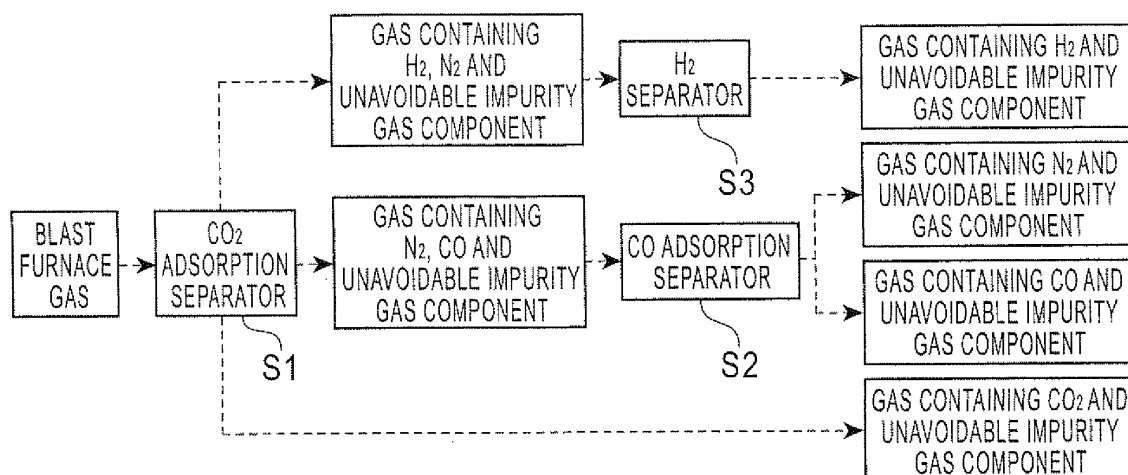 BLAST
FURNACE
GAS
CO₂
ADSORPTION
SEPARATOR
S1
GAS CONTAINING
H₂, N₂ AND
UNAVOIDABLE IMPURITY
GAS COMPONENT
H₂
SEPARATOR
S3
GAS CONTAINING H₂ AND
UNAVOIDABLE IMPURITY
GAS COMPONENT
GAS CONTAINING
N₂, CO AND
UNAVOIDABLE IMPURITY
GAS COMPONENT
CO ADSORPTION
SEPARATOR
S2
GAS CONTAINING N₂ AND
UNAVOIDABLE IMPURITY
GAS COMPONENT
GAS CONTAINING CO AND
UNAVOIDABLE IMPURITY
GAS COMPONENT
GAS CONTAINING CO₂ AND
UNAVOIDABLE IMPURITY
GAS COMPONENT